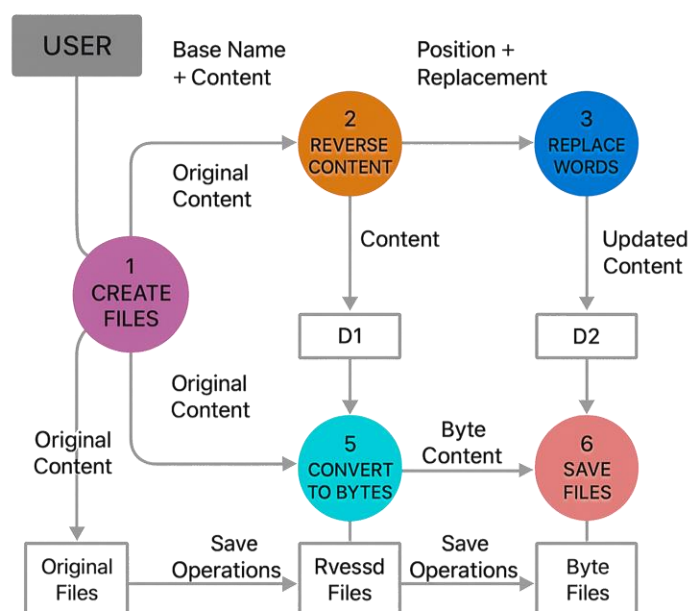 USER
Base Name
+ Content
Position +
Replacement
2
REVERSE
CONTENT
3
REPLACE
WORDS
Original
Content
Content
Updated
Content
1
CREATE
FILES
D1
D2
Original
Content
Original
Content
5
CONVERT
TO BYTES
Byte
Content
6
SAVE
FILES
Original
Files
Save
Operations
Rvessd
Files
Save
Operations
Byte
Files